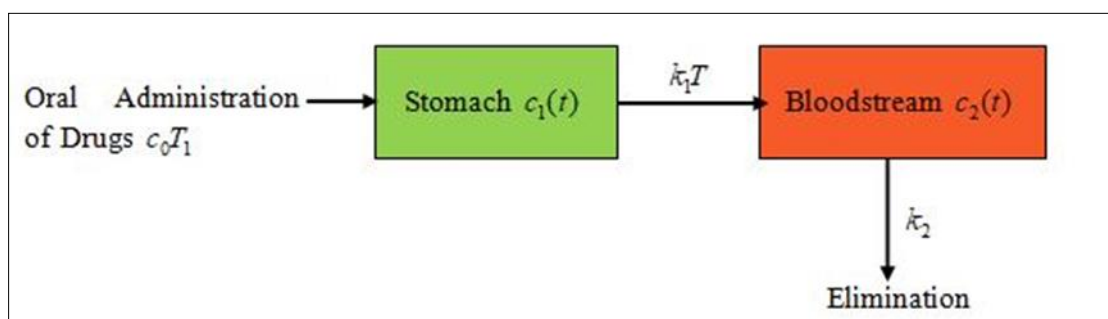 Oral Administration
of Drugs c₀T₁
Stomach c₁(t)
k₁T
Bloodstream c₂(t)
k₂
Elimination